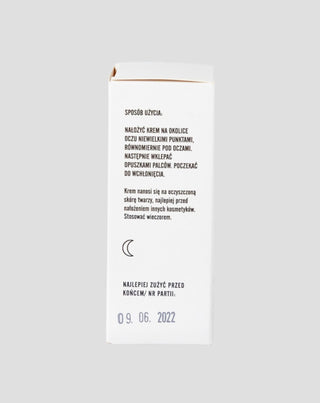 SPOSÓB UŻYCIA:
NAŁOŻYĆ KREM NA OKOLICE
OCZU NIEWIELKIMI PUNKTAMI,
RÓWNOMIERNIE POD OCZAMI.
NASTĘPNIE WKLEPAĆ
OPUSZKAMI PALCÓW. POCZEKAĆ
DO WCHŁONIĘCIA.
Krem nanosi się na oczyszczoną
skórę twarzy, najlepiej przed
nałożeniem innych kosmetyków.
Stosować wieczorem.
NAJLEPIEJ ZUŻYĆ PRZED
KOŃCEM/ NR PARTII:
09. 06. 2022